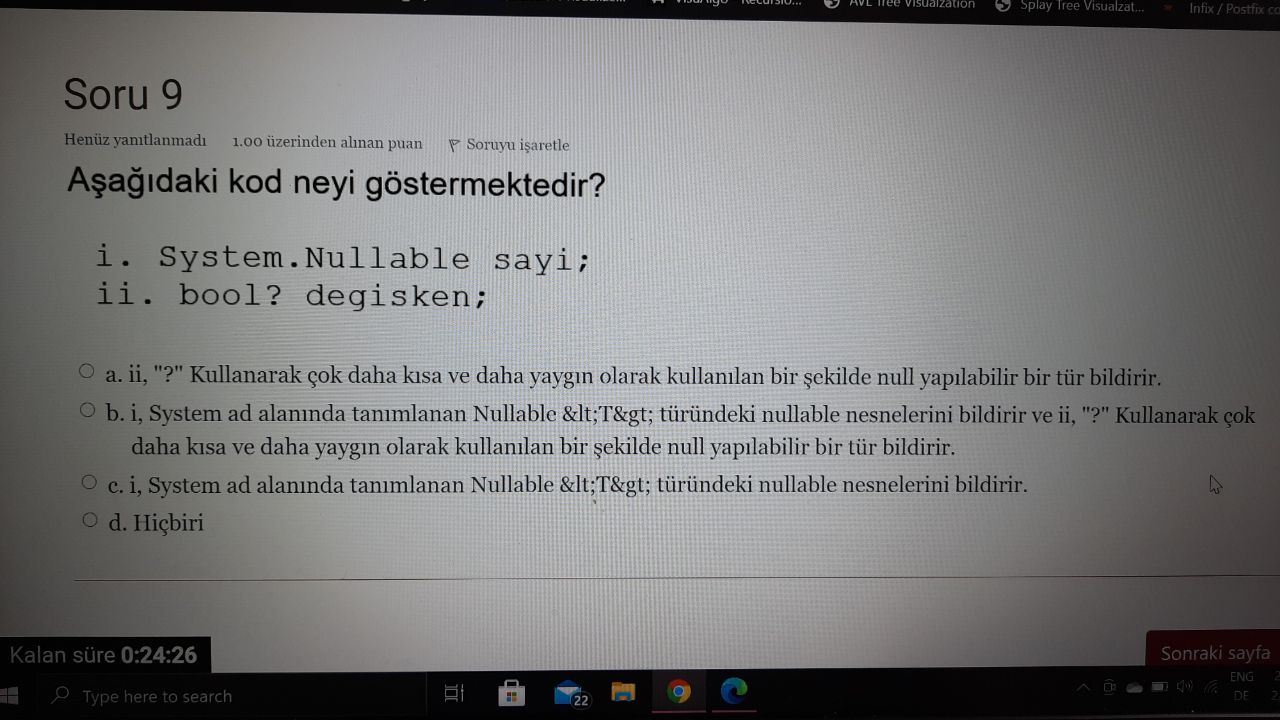 AVL Tree Visualzation
Splay Tree Visualzat...
Infix / Postfix co
Soru 9
Henüz yanıtlanmadı 1.00 üzerinden alınan puan Soruyu işaretle
Aşağıdaki kod neyi göstermektedir?
i. System.Nullable sayi;
ii. bool? degisken;
a. ii, "?" Kullanarak çok daha kısa ve daha yaygın olarak kullanılan bir şekilde null yapılabilir bir tür bildirir.
b. i, System ad alanında tanımlanan Nullable &lt;T&gt; türündeki nullable nesnelerini bildirir ve ii, "?" Kullanarak çok
daha kısa ve daha yaygın olarak kullanılan bir şekilde null yapılabilir bir tür bildirir.
c. i, System ad alanında tanımlanan Nullable &lt;T&gt; türündeki nullable nesnelerini bildirir.
d. Hiçbiri
Kalan süre 0:24:26
Sonraki sayfa
Type here to search
22
ENG
DE